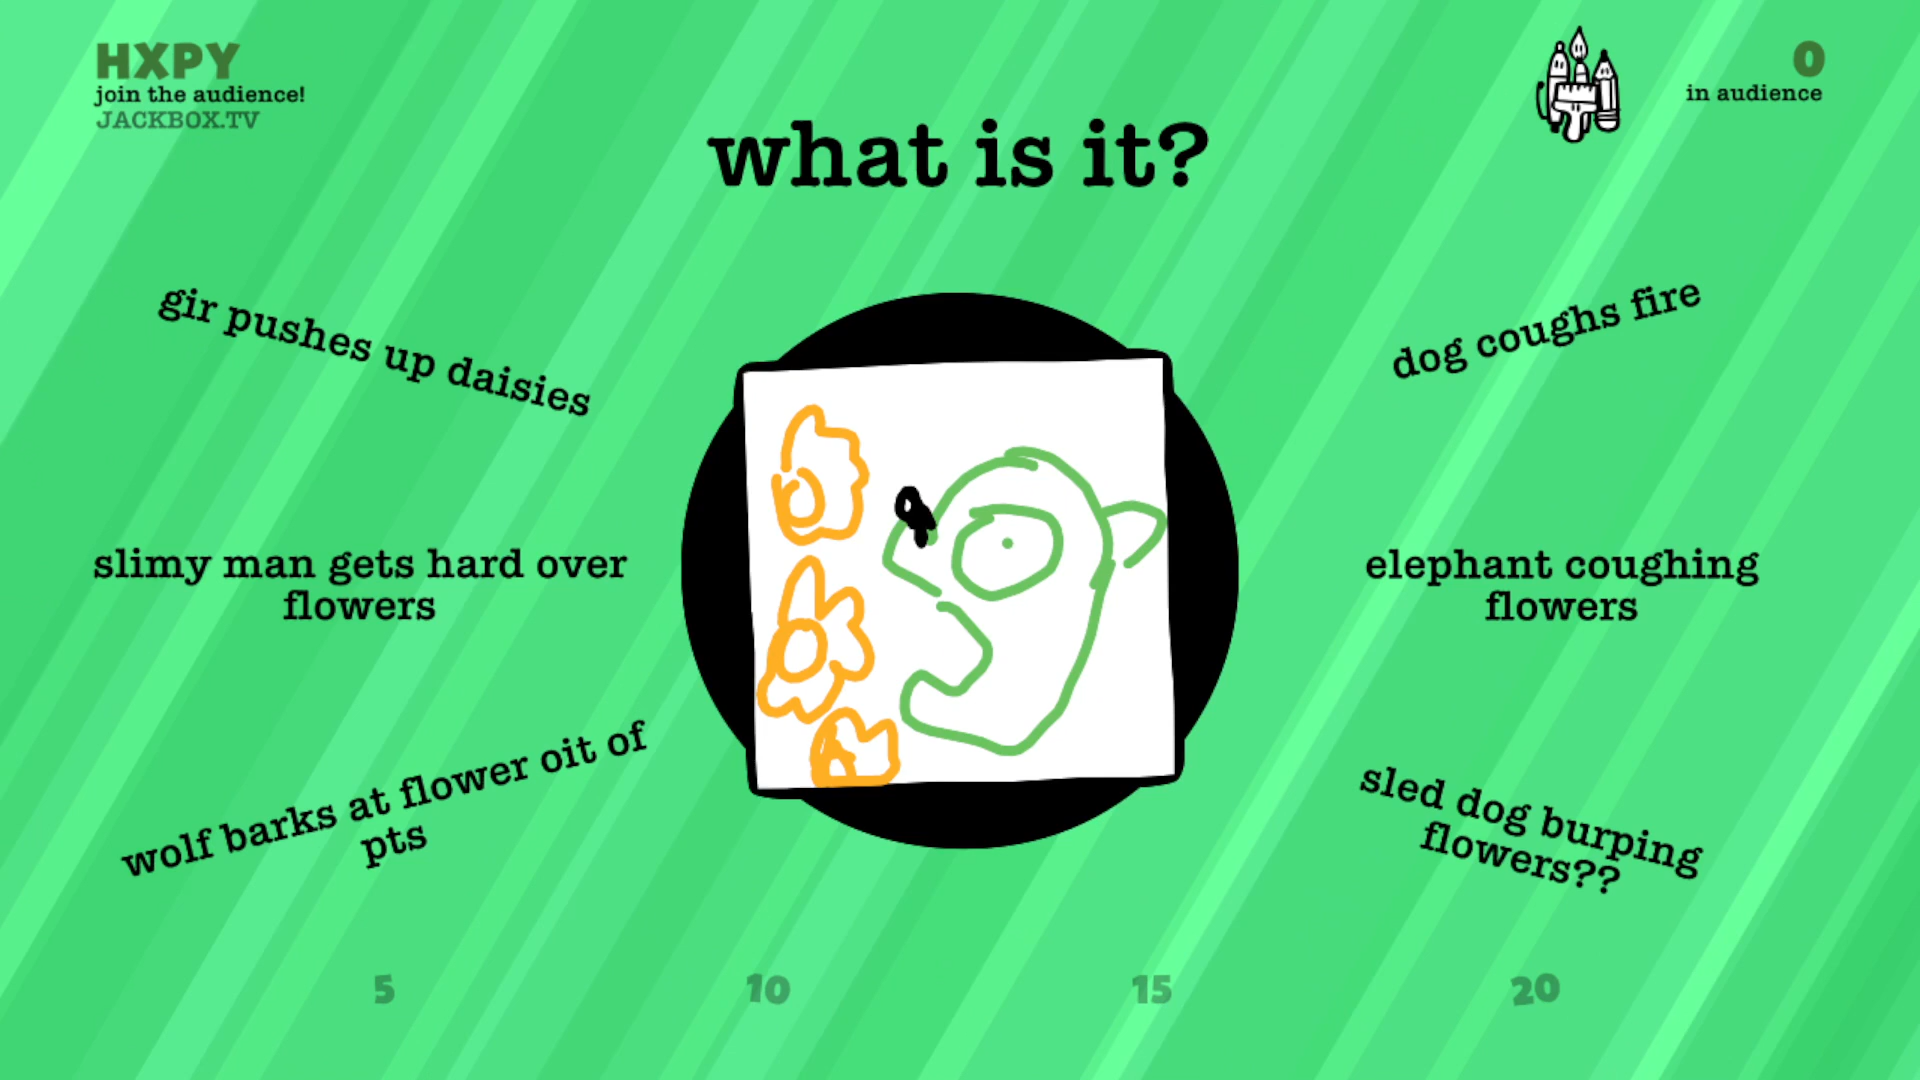 HXPY
join the audience!
JACKBOX.TV
0
in audience
what is it?
gir pushes up daisies
dog coughs fire
slimy man gets hard over
flowers
elephant coughing
flowers
wolf barks at flower oit of
pts
sled dog burping
flowers??
5
10
15
20